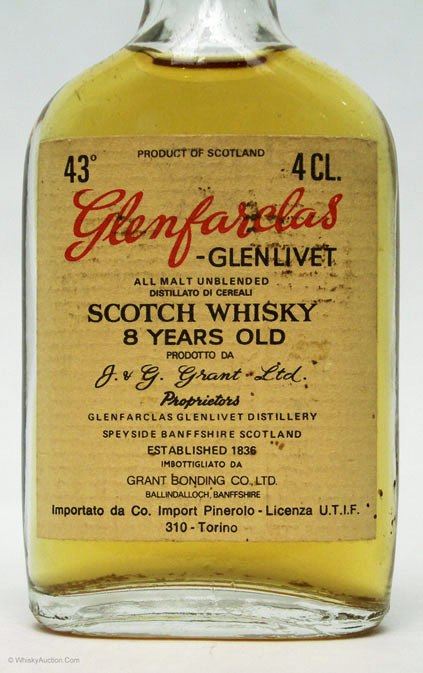 PRODUCT OF SCOTLAND
43° 4 CL.
Glenfarclas
-GLENLIVET
ALL MALT UNBLENDED
DISTILLATO DI CEREALI
SCOTCH WHISKY
8 YEARS OLD
PRODOTTO DA
J. & G. Grant Ltd.
Proprietors
GLENFARCLAS GLENLIVET DISTILLERY
SPEYSIDE BANFFSHIRE SCOTLAND
ESTABLISHED 1836
IMBOTTIGLIATO DA
GRANT BONDING CO. LTD.
BALLINDALLOCH, BANFFSHIRE
Importato da Co. Import Pinerolo - Licenza U.T.I.F.
310 - Torino
© WhiskyAuction.Com